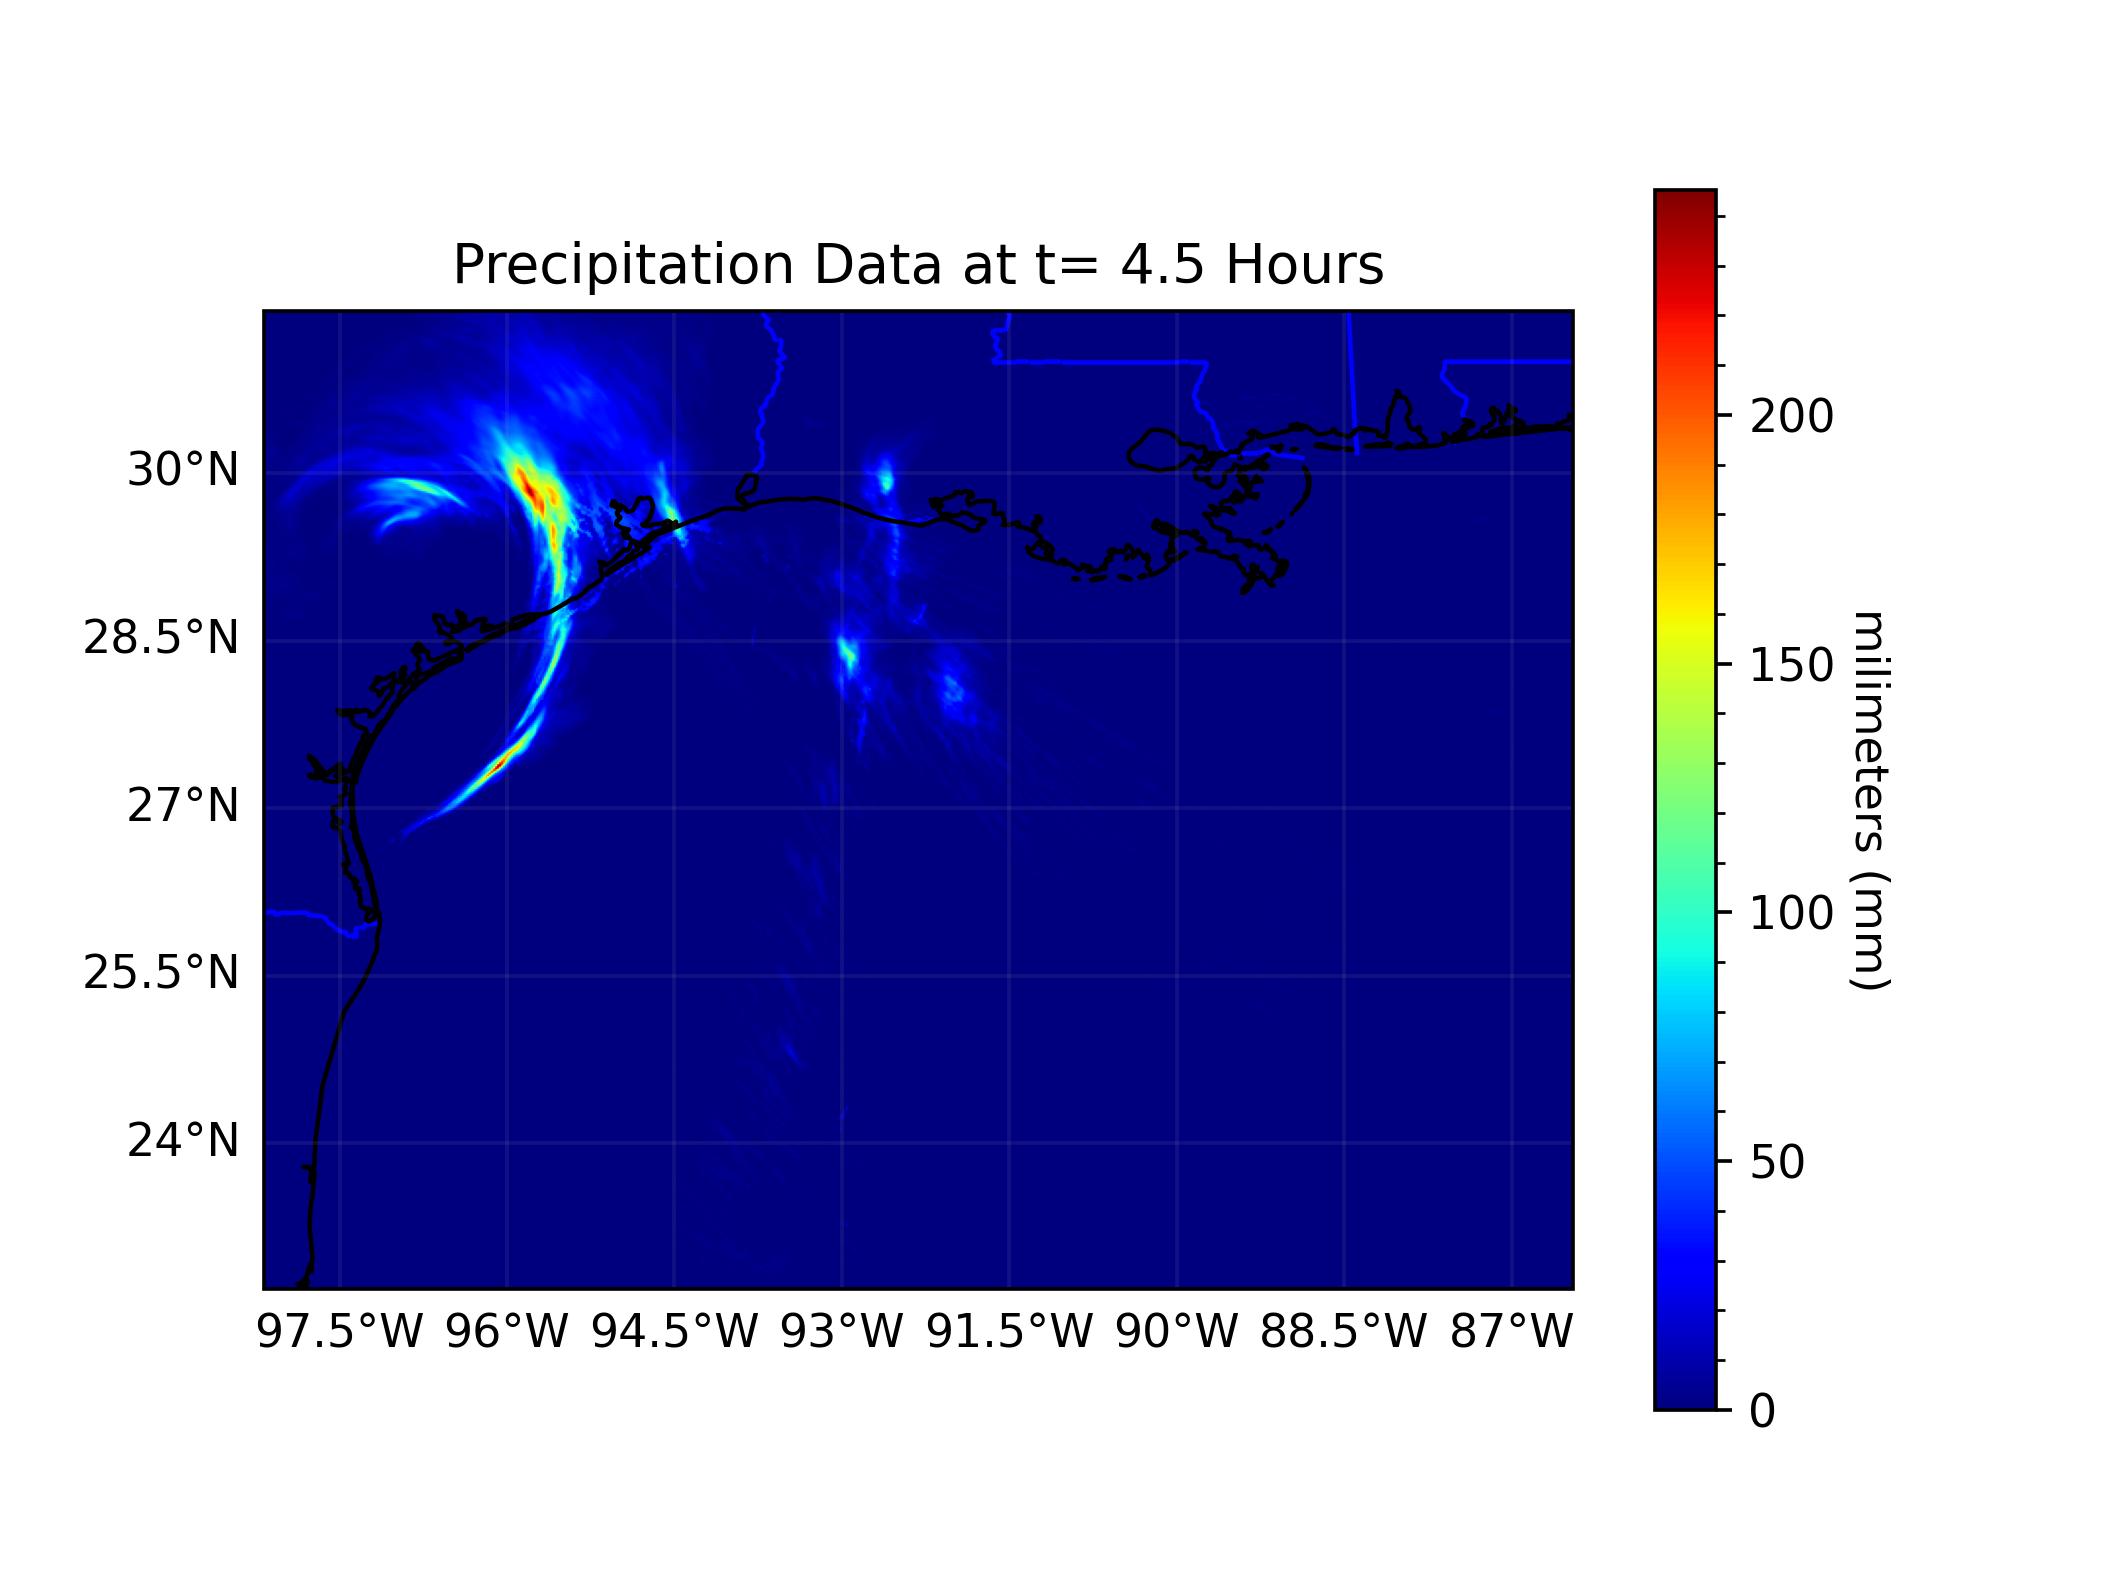 Precipitation Data at t= 4.5 Hours
30°N
28.5°N
27°N
25.5°N
24°N
97.5°W 96°W 94.5°W 93°W 91.5°W 90°W 88.5°W 87°W
200
150
100
50
0
milimeters (mm)